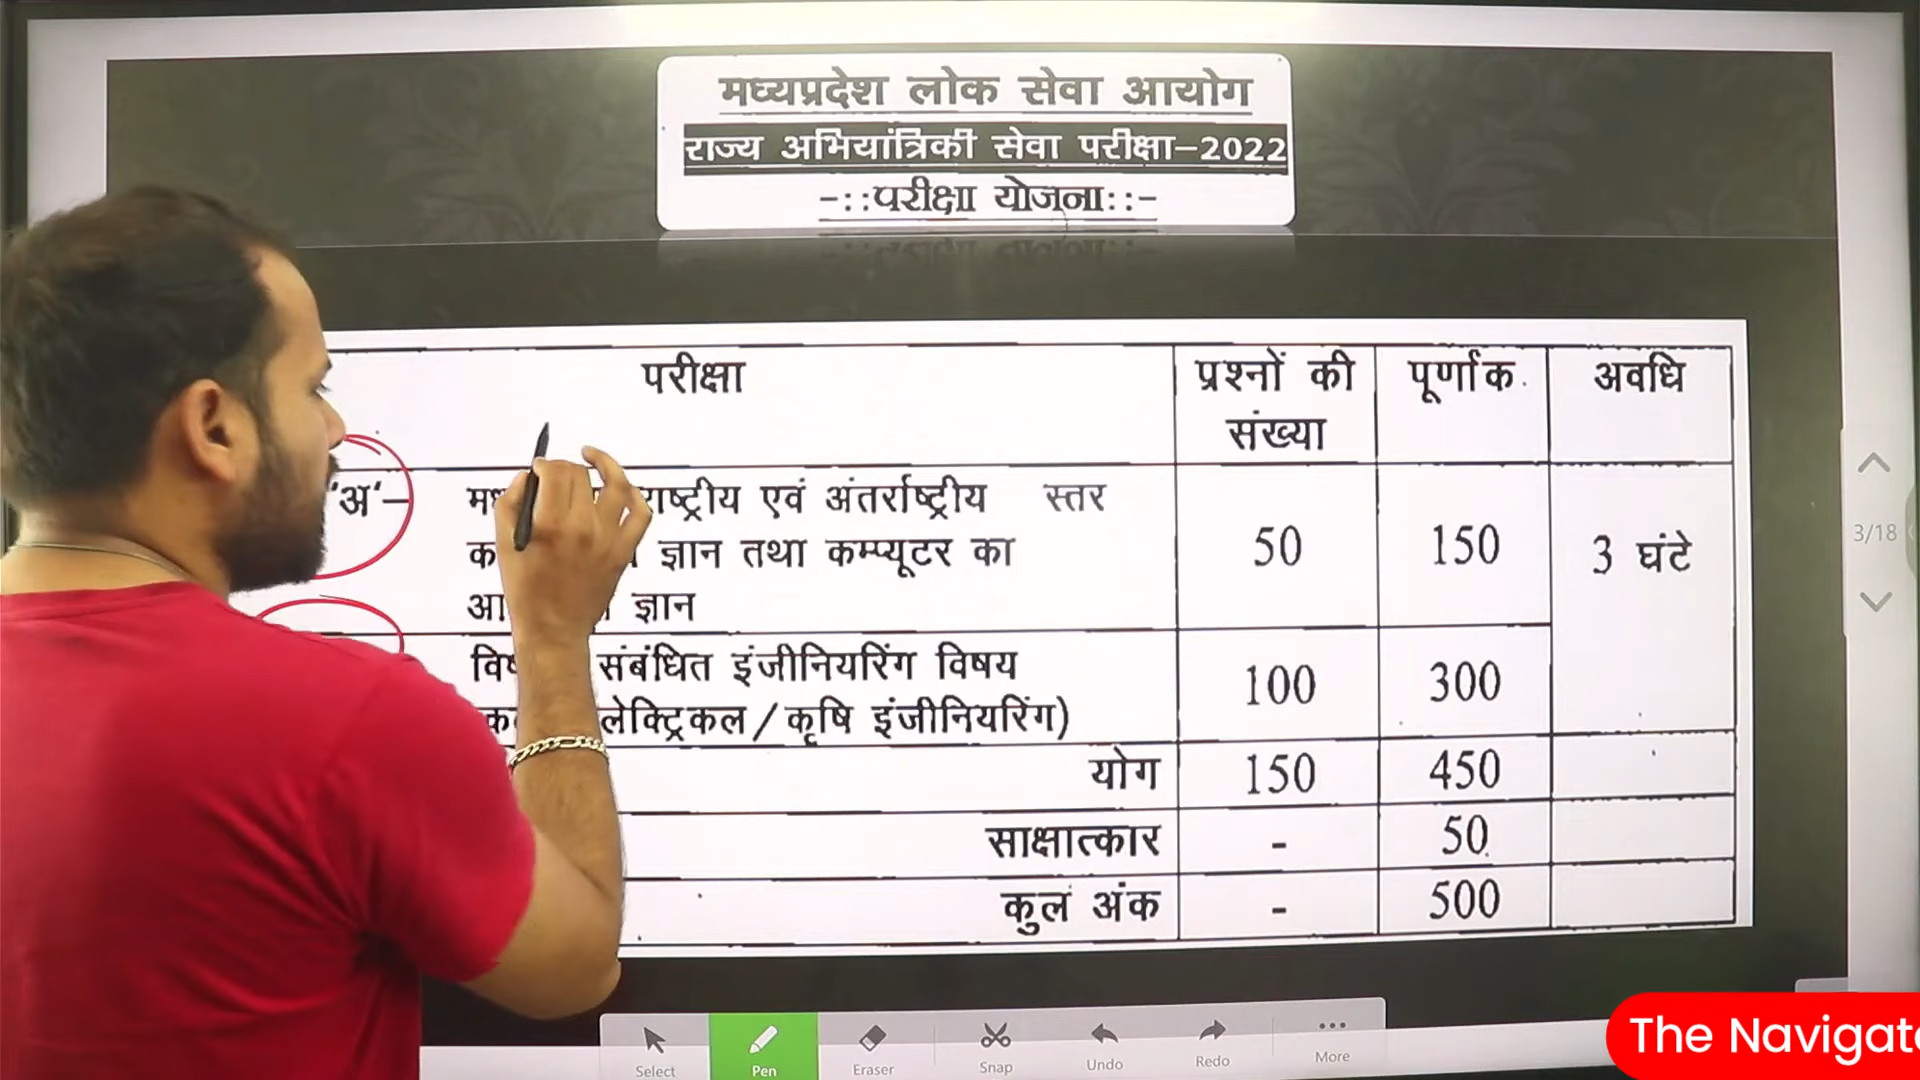 मध्यप्रदेश लोक सेवा आयोग
राज्य अभियांत्रिकी सेवा परीक्षा–2022
-::परीक्षा योजना::-
परीक्षा
प्रश्नों की
संख्या
पूर्णांक
अवधि
'अ'–
राष्ट्रीय एवं अंतर्राष्ट्रीय स्तर
ज्ञान तथा कम्प्यूटर का
ज्ञान
50
150
3 घंटे
संबंधित इंजीनियरिंग विषय
/कृषि इंजीनियरिंग)
100
300
योग
150
450
साक्षात्कार
-
50
कुल अंक
-
500
3/18
Select
Pen
Eraser
Snap
Undo
Redo
More
The